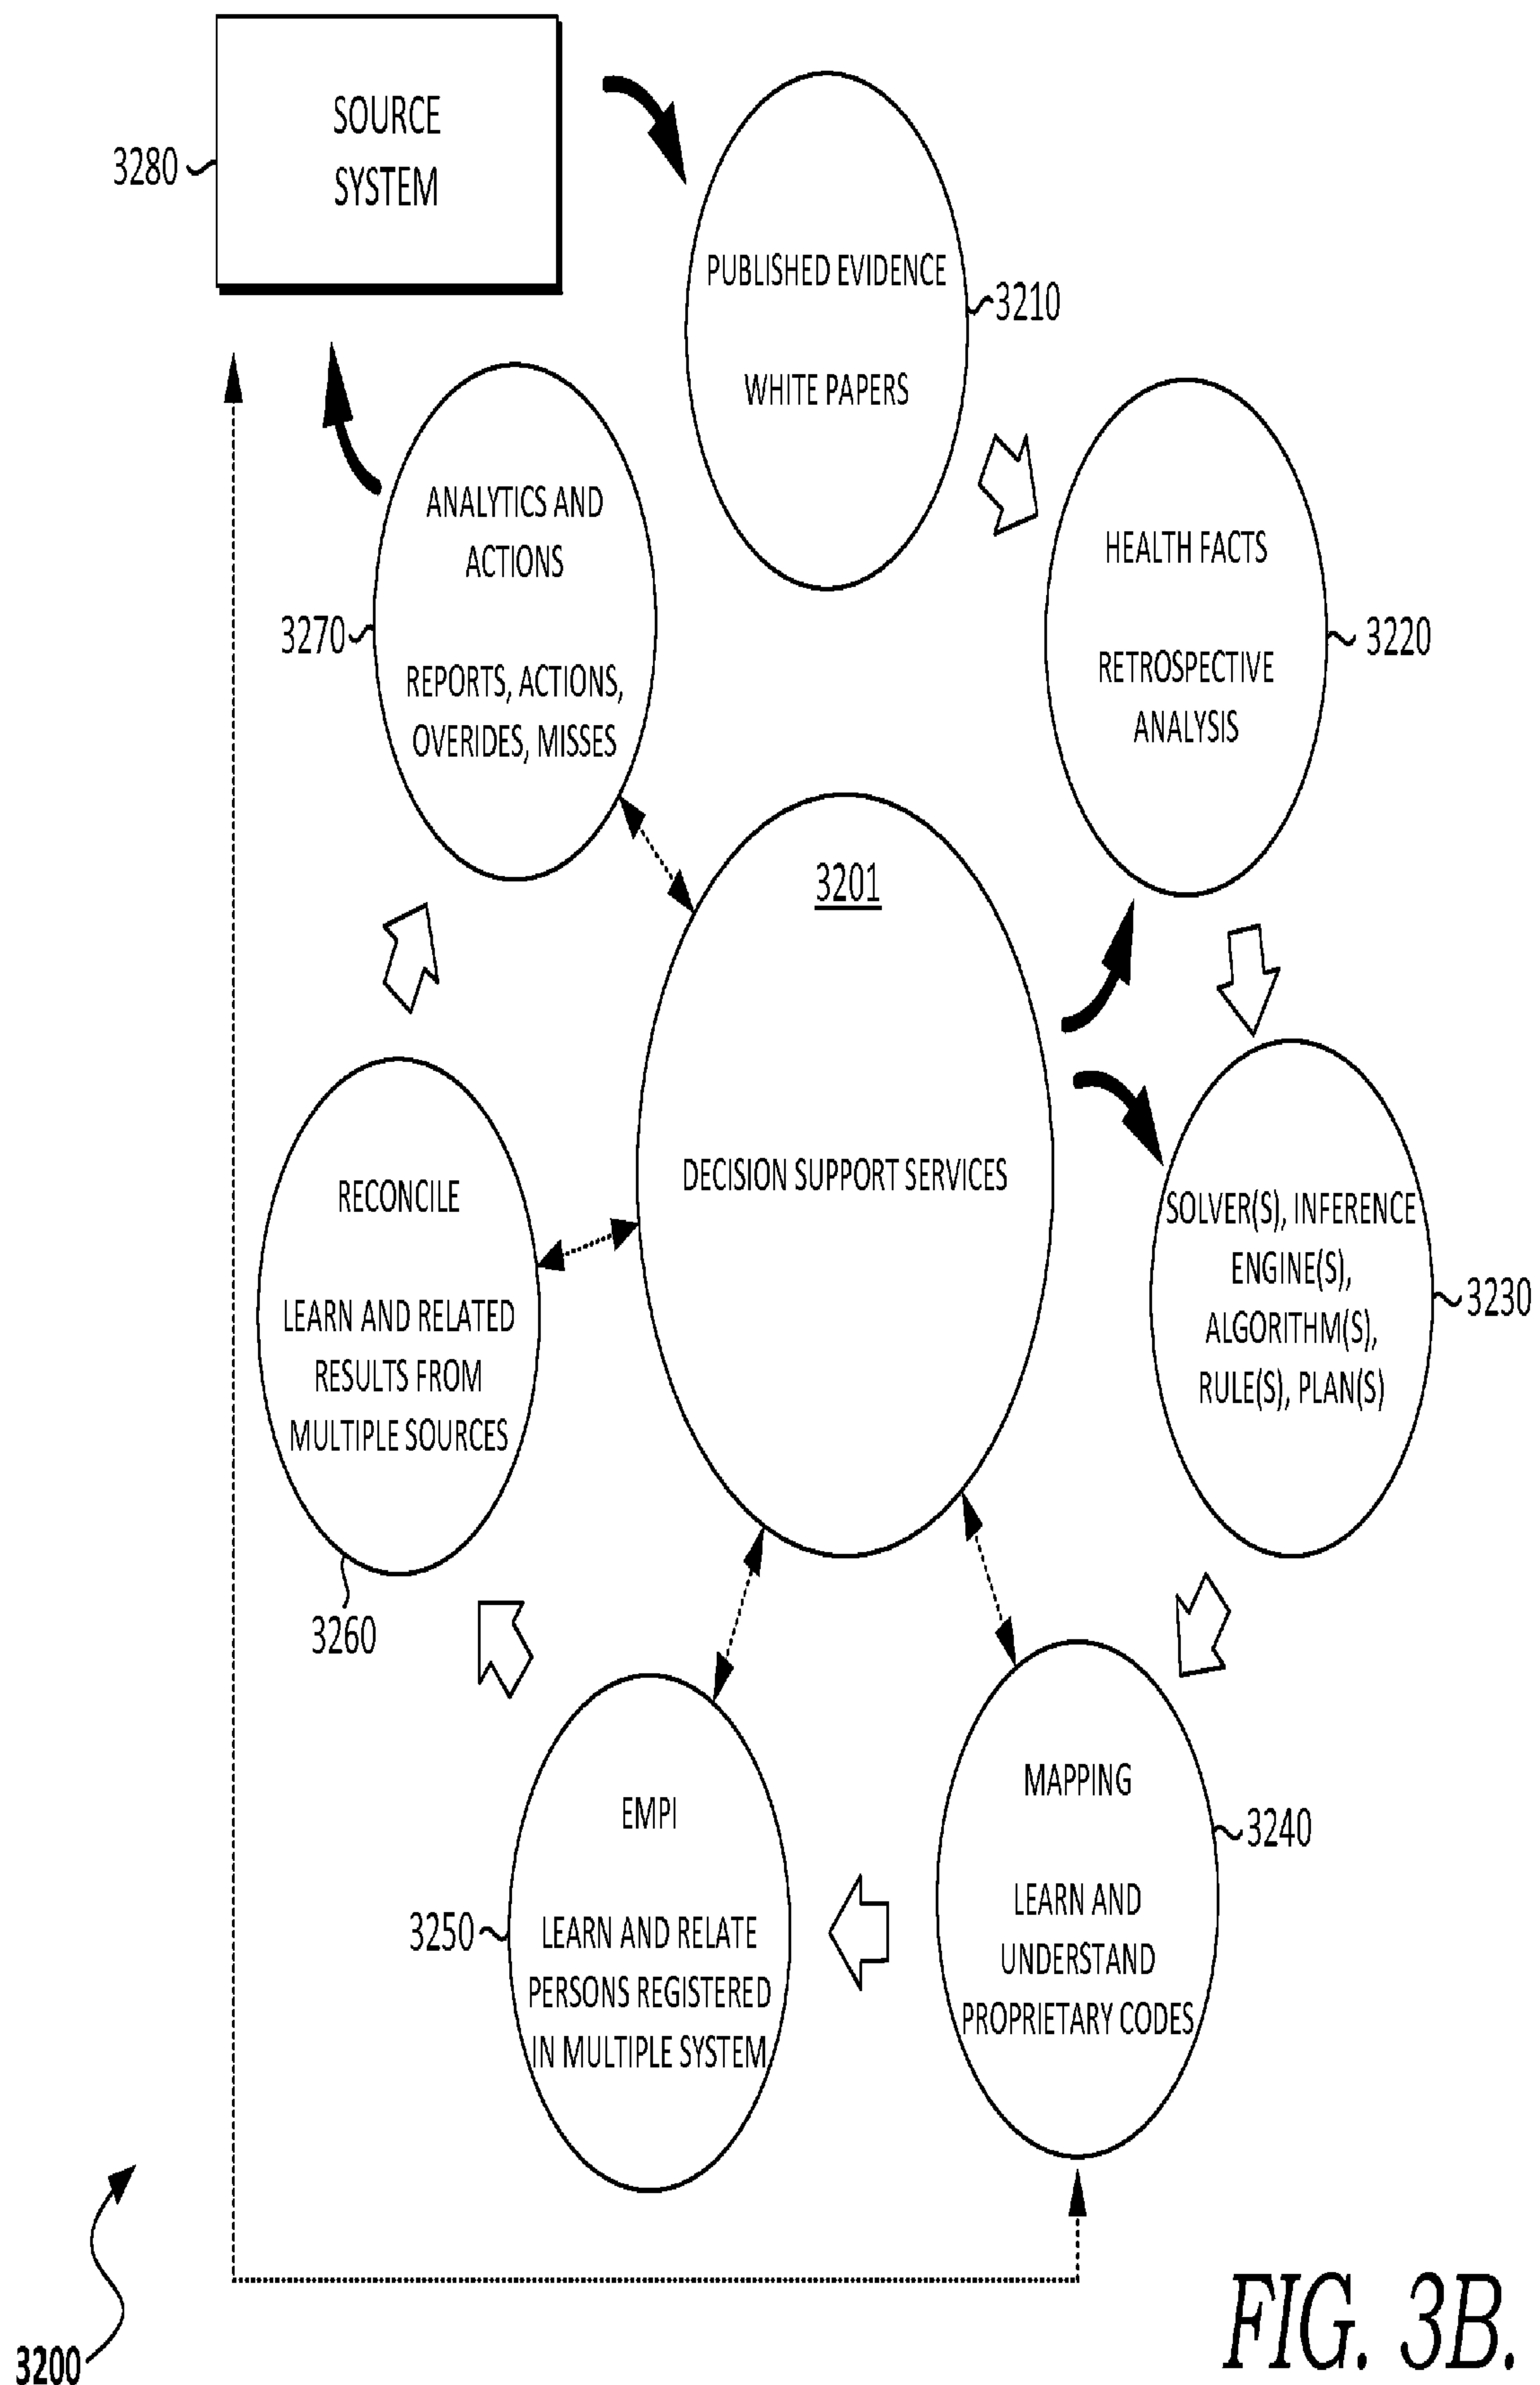 SOURCE
SYSTEM
3280
PUBLISHED EVIDENCE
WHITE PAPERS
3210
HEALTH FACTS
RETROSPECTIVE
ANALYSIS
3220
ANALYTICS AND
ACTIONS
REPORTS, ACTIONS,
OVERIDES, MISSES
3270
3201
DECISION SUPPORT SERVICES
SOLVER(S), INFERENCE
ENGINE(S),
ALGORITHM(S),
RULE(S), PLAN(S)
3230
RECONCILE
LEARN AND RELATED
RESULTS FROM
MULTIPLE SOURCES
3260
MAPPING
LEARN AND
UNDERSTAND
PROPRIETARY CODES
3240
EMPI
LEARN AND RELATE
PERSONS REGISTERED
IN MULTIPLE SYSTEM
3250
3200
FIG. 3B.